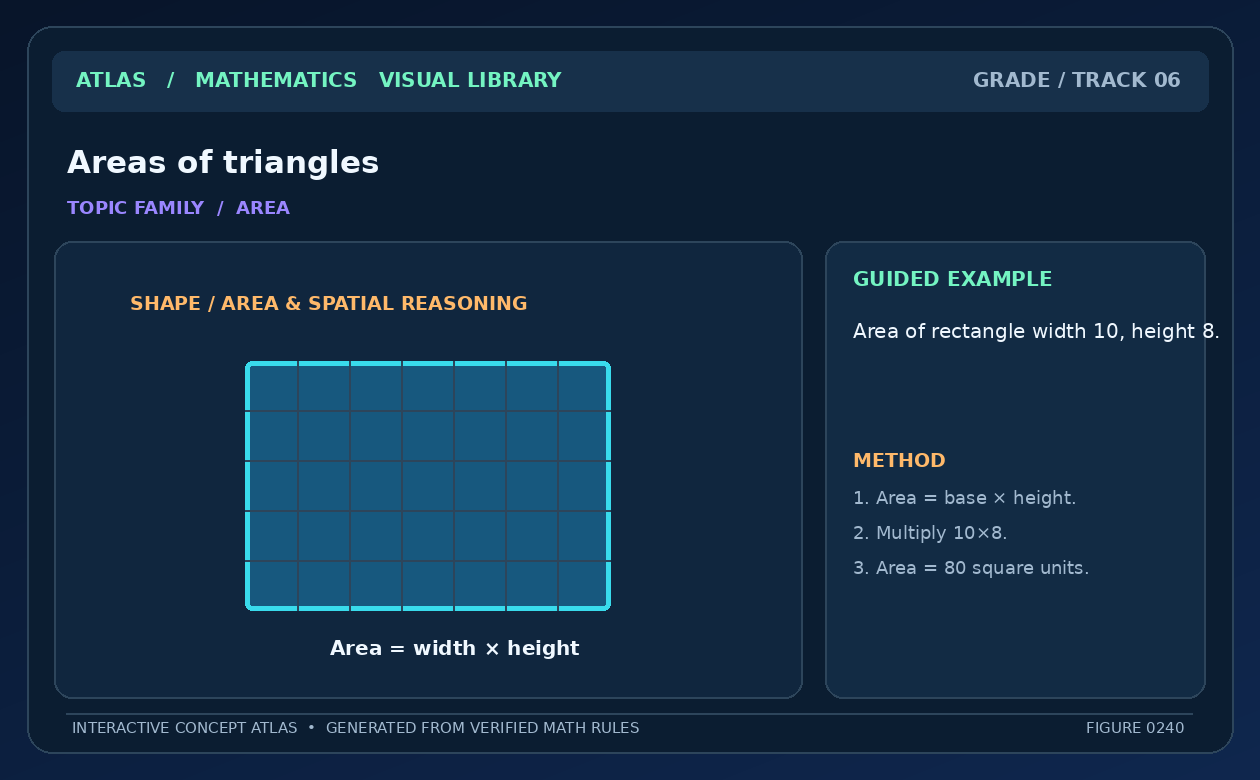 ATLAS / MATHEMATICS VISUAL LIBRARY
GRADE / TRACK 06
Areas of triangles
TOPIC FAMILY / AREA
SHAPE / AREA & SPATIAL REASONING
Area = width × height
GUIDED EXAMPLE
Area of rectangle width 10, height 8.
METHOD
1. Area = base × height.
2. Multiply 10×8.
3. Area = 80 square units.
INTERACTIVE CONCEPT ATLAS • GENERATED FROM VERIFIED MATH RULES
FIGURE 0240